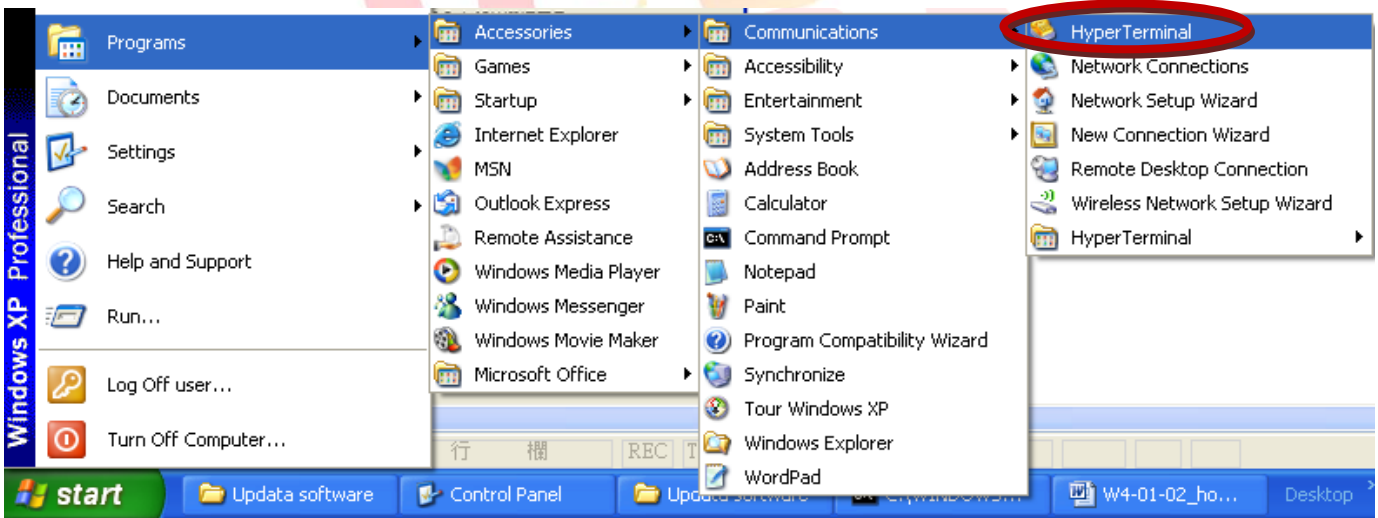 Windows XP Professional
Programs
Documents
Settings
Search
Help and Support
Run...
Log Off user...
Turn Off Computer...
Accessories
Games
Startup
Internet Explorer
MSN
Outlook Express
Remote Assistance
Windows Media Player
Windows Messenger
Windows Movie Maker
Microsoft Office
Communications
Accessibility
Entertainment
System Tools
Address Book
Calculator
Command Prompt
Notepad
Paint
Program Compatibility Wizard
Synchronize
Tour Windows XP
Windows Explorer
WordPad
HyperTerminal
Network Connections
Network Setup Wizard
New Connection Wizard
Remote Desktop Connection
Wireless Network Setup Wizard
HyperTerminal
行 欄 REC
start
Updata software
Control Panel
W4-01-02_ho...
Desktop